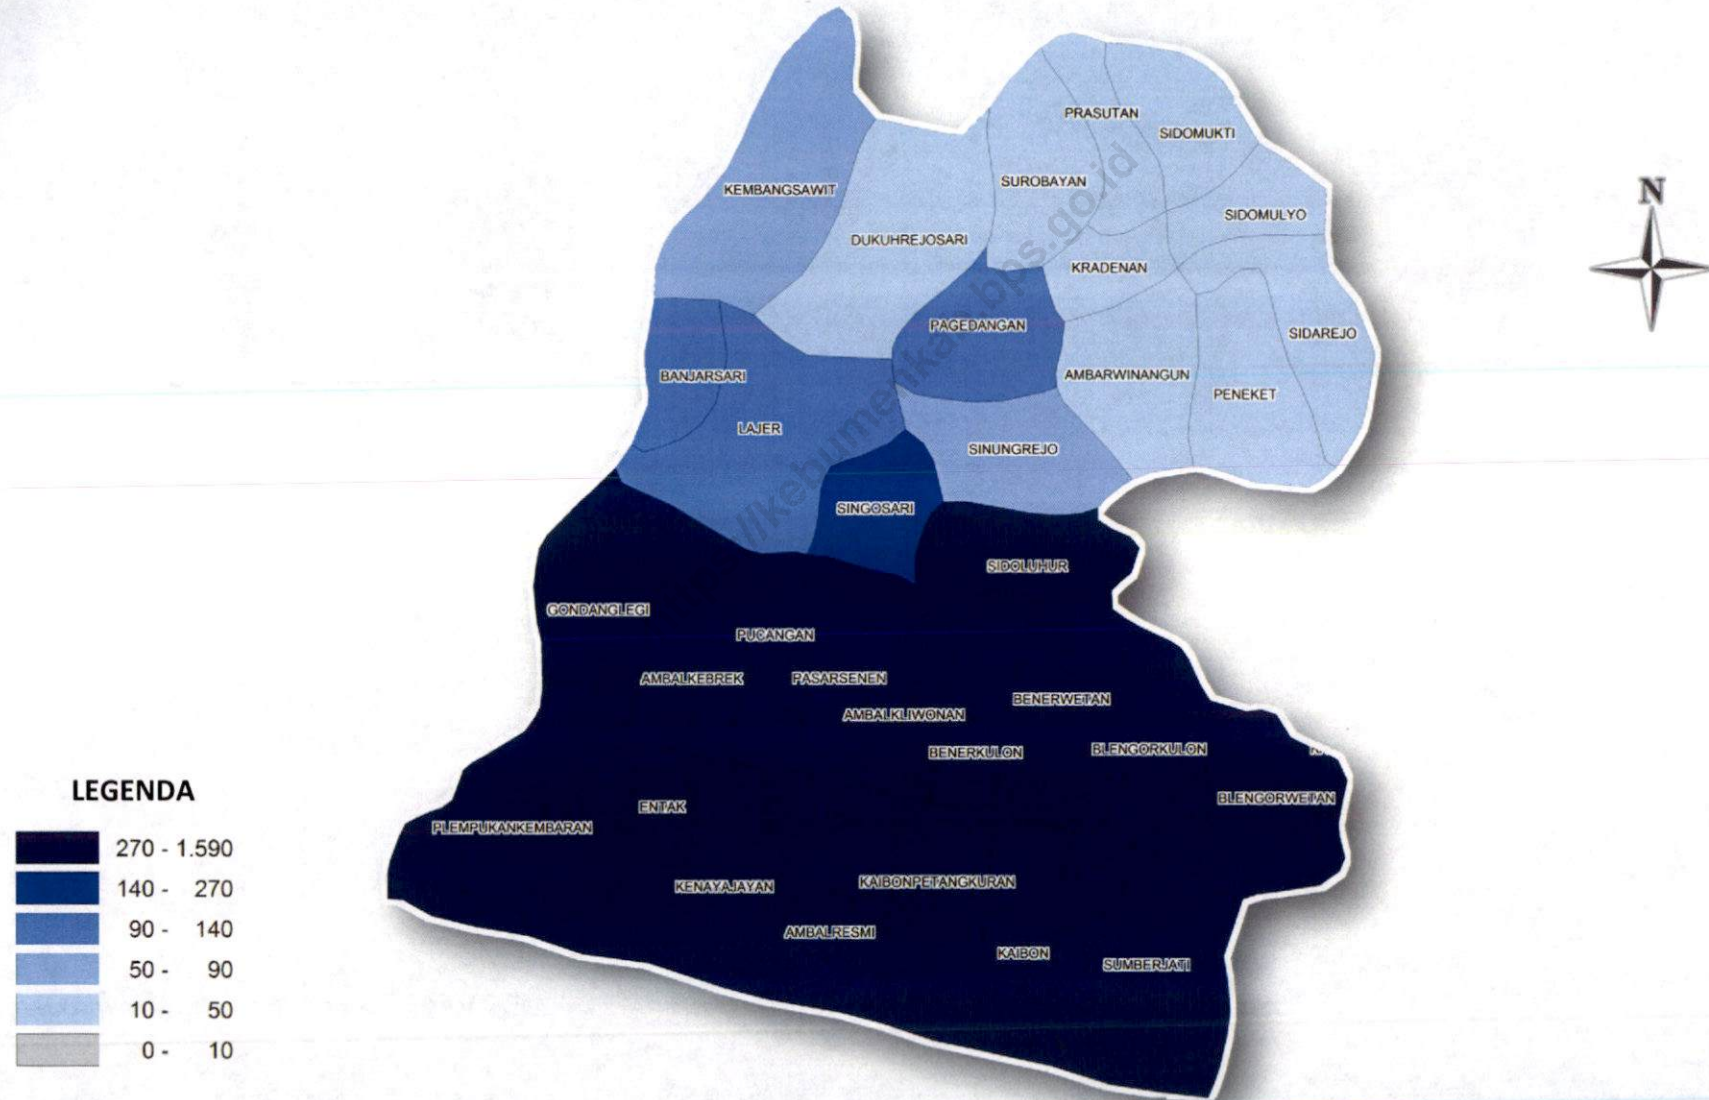 PRASUTAN
SIDOMUKTI
KEMBANGSAWIT
SUROBAYAN
SIDOMULYO
DUKUHREJOSARI
KRADENAN
N
PAGEDANGAN
SIDAREJO
BANJARSARI
AMBARWINANGUN
PENEKET
LAJER
SINUNGREJO
SINGOSARI
SIDOLUHUR
GONDANGLEGI
PUCANGAN
AMBALKEBREK
PASARSENEN
BENERWETAN
AMBALKLIWONAN
BENERKULON
BLENGORKULON
BLENGORWETAN
ENTAK
PLEMPUKANKEMBARAN
KENAYAJAYAN
KAIBONPETANGKURAN
AMBALRESMI
KAIBON
SUMBERJATI
LEGENDA
270 - 1.590
140 - 270
90 - 140
50 - 90
10 - 50
0 - 10